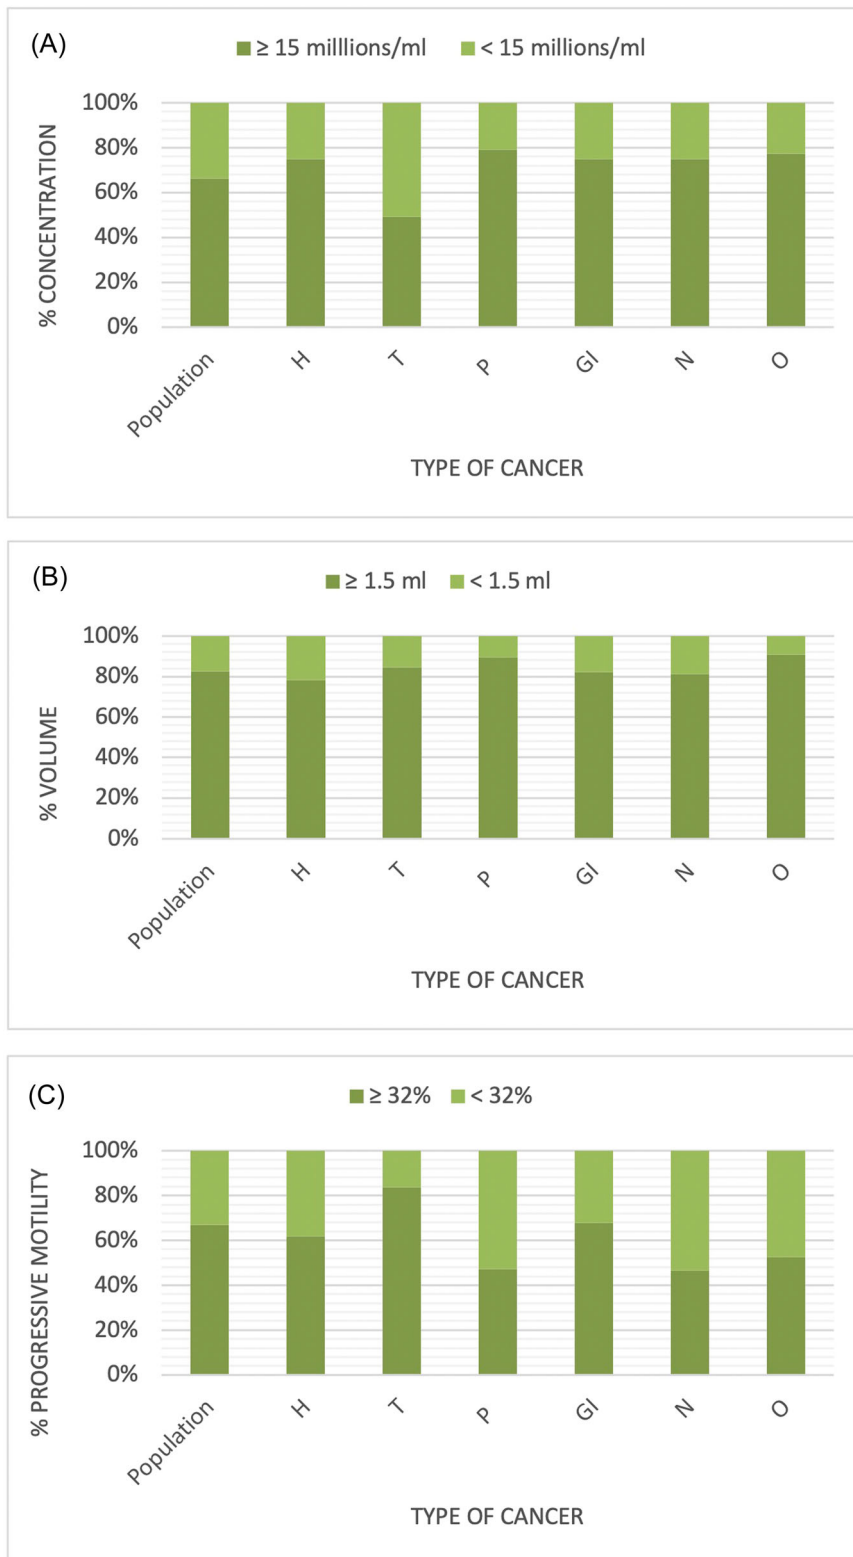 (A)
≥ 15 milllions/ml < 15 millions/ml
% CONCENTRATION
100%
80%
60%
40%
20%
0%
Population H T P GI N O
TYPE OF CANCER
(B)
≥ 1.5 ml < 1.5 ml
% VOLUME
100%
80%
60%
40%
20%
0%
Population H T P GI N O
TYPE OF CANCER
(C)
≥ 32% < 32%
% PROGRESSIVE MOTILITY
100%
80%
60%
40%
20%
0%
Population H T P GI N O
TYPE OF CANCER